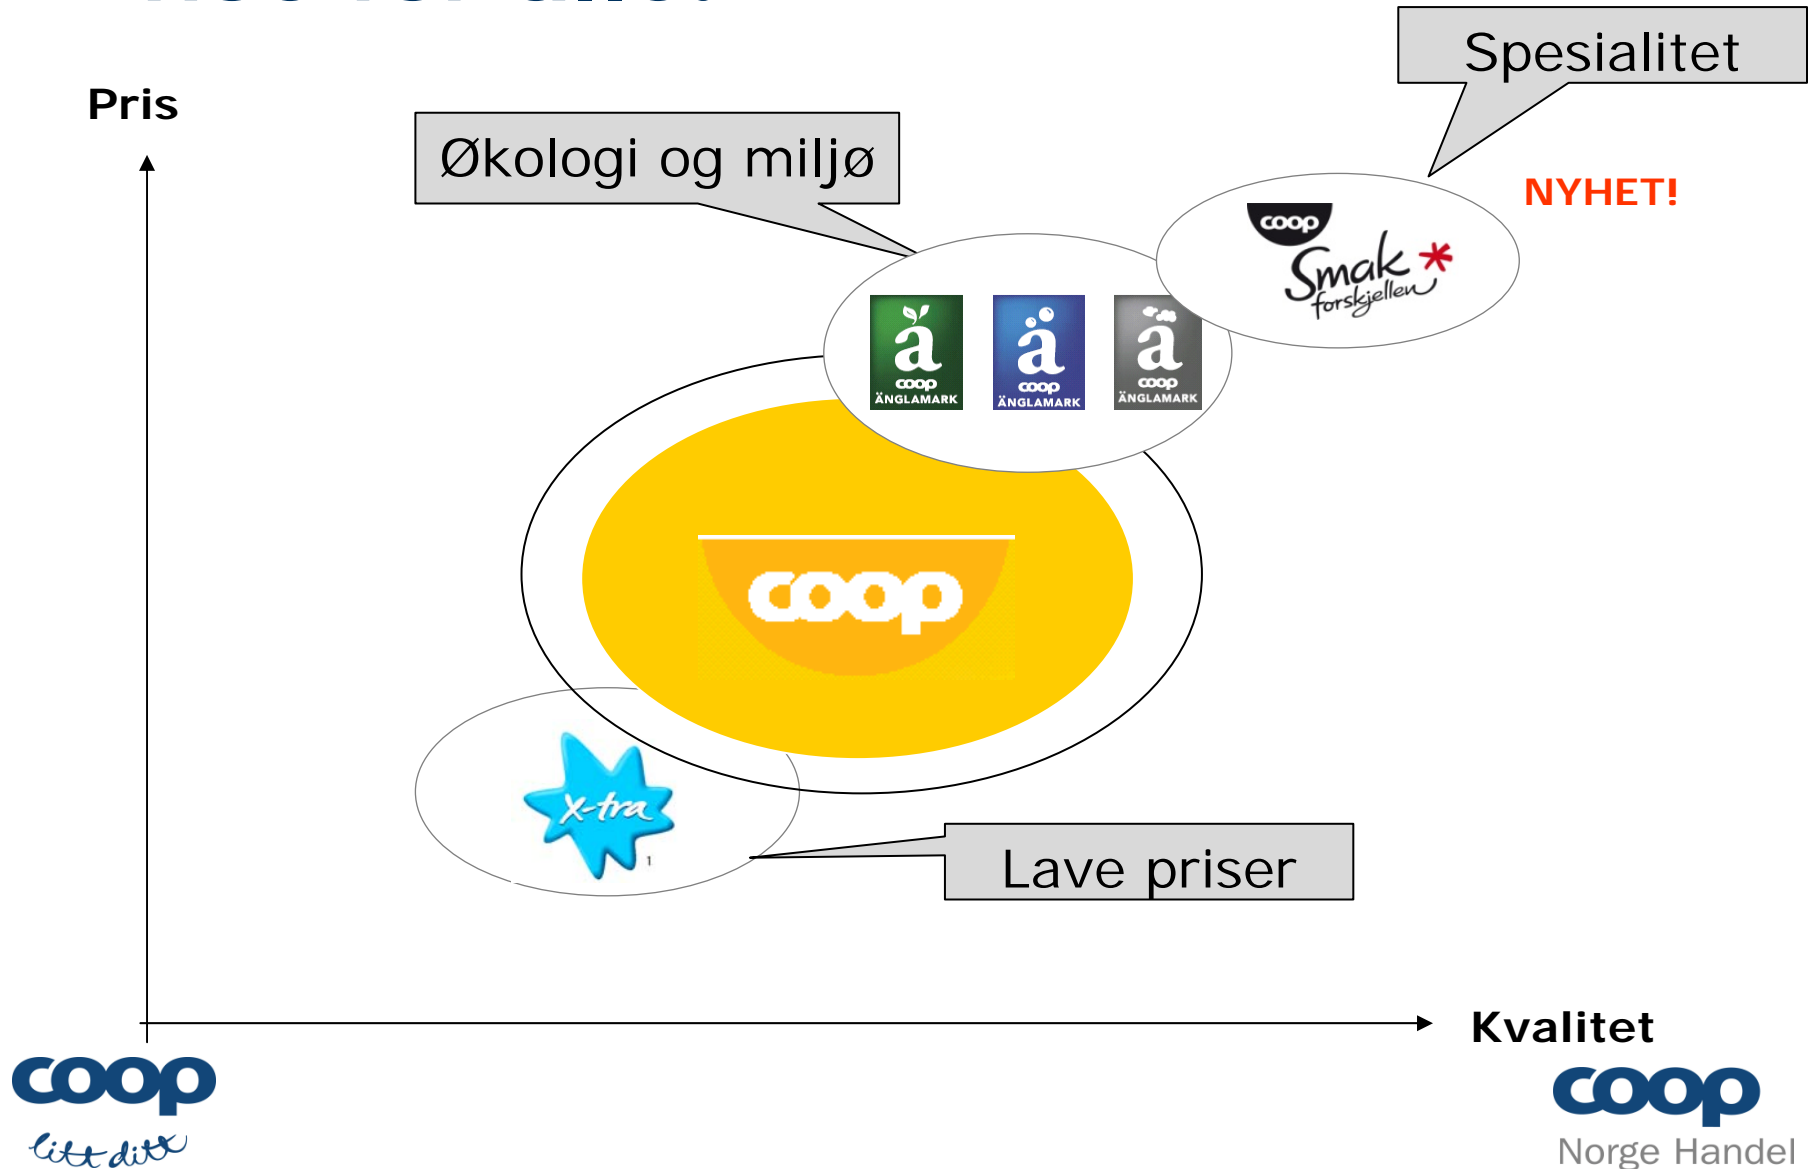 Spesialitet
Pris
Økologi og miljø
NYHET!
coop
Smak
forskjellen
ä
coop
ÄNGLAMARK
ä
coop
ÄNGLAMARK
ä
coop
ÄNGLAMARK
coop
X-tra
1
Lave priser
Kvalitet
coop
litt ditt
coop
Norge Handel